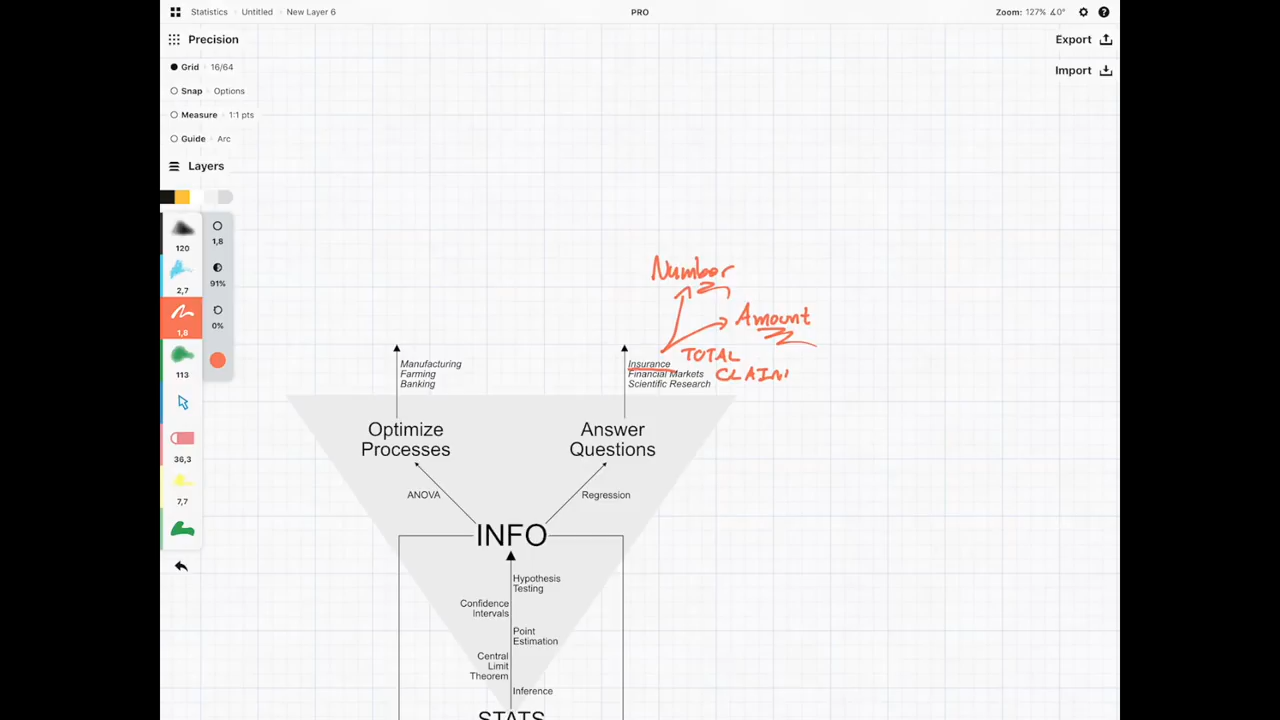 Statistics › Untitled › New Layer 6
PRO
Zoom: 127% ∡0°
Precision
Export
Grid · 16/64
Import
Snap · Options
Measure · 1:1 pts
Guide · Arc
Layers
120
1,8
2,7
91%
1,8
0%
113
36,3
7,7
Number
Amount
TOTAL
CLAIM
Manufacturing
Farming
Banking
Insurance
Financial Markets
Scientific Research
Optimize
Processes
Answer
Questions
ANOVA
Regression
INFO
Hypothesis
Testing
Confidence
Intervals
Point
Estimation
Central
Limit
Theorem
Inference
STATS